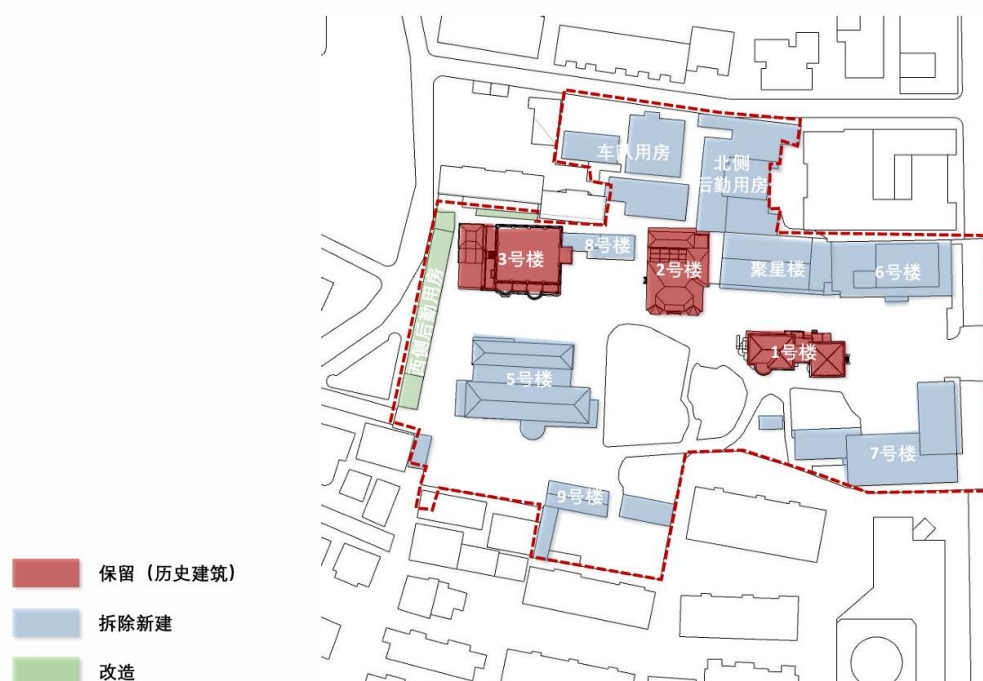 车队用房
北侧
后勤用房
8号楼
3号楼
2号楼
聚星楼
6号楼
西侧后勤用房
1号楼
5号楼
7号楼
9号楼
保留（历史建筑）
拆除新建
改造